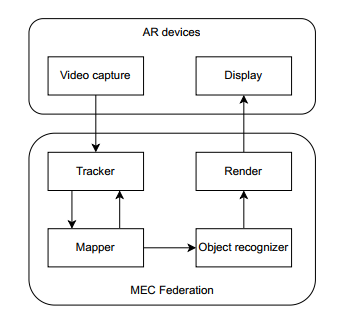 AR devices
Video capture
Display
Tracker
Render
Mapper
Object recognizer
MEC Federation